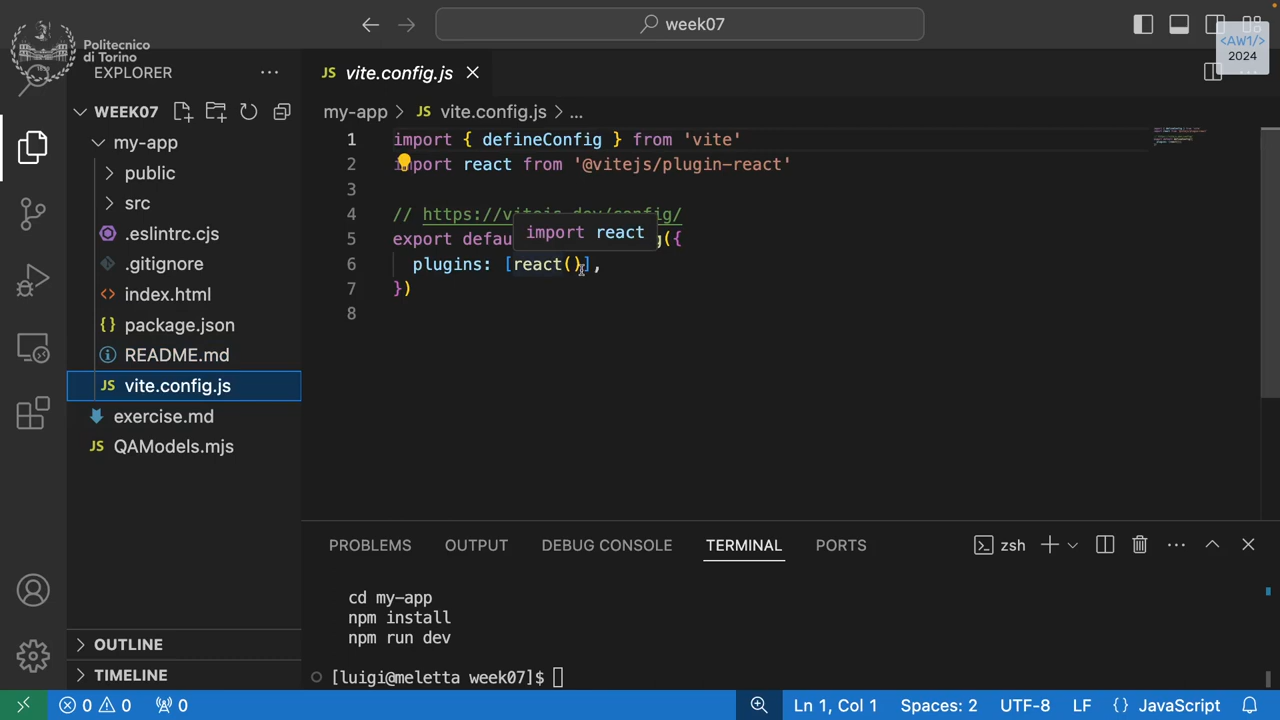 week07
Politecnico
di Torino
<AW1/>
2024
EXPLORER
WEEK07
my-app
public
src
.eslintrc.cjs
.gitignore
index.html
package.json
README.md
JS vite.config.js
exercise.md
JS QAModels.mjs
OUTLINE
TIMELINE
JS vite.config.js
my-app > JS vite.config.js > ...
1 import { defineConfig } from 'vite'
2 import react from '@vitejs/plugin-react'
3
4 // https://vitejs.dev/config/
import react
5 export defau g({
6 plugins: [react()],
7 })
8
PROBLEMS OUTPUT DEBUG CONSOLE TERMINAL PORTS zsh
cd my-app
npm install
npm run dev
[luigi@meletta week07]$
0 0 0 Ln 1, Col 1 Spaces: 2 UTF-8 LF {} JavaScript